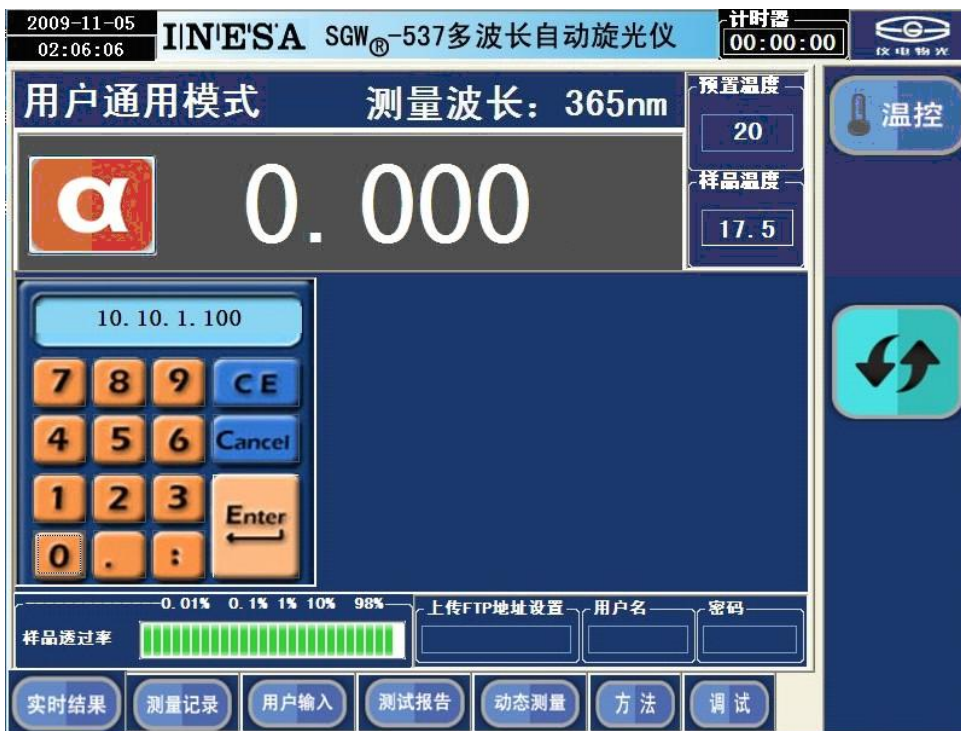 2009-11-05
02:06:06
INESA SGW®-537多波长自动旋光仪
计时器
00:00:00
仪电物光
用户通用模式 测量波长: 365nm
预置温度
20
温控
α 0.000
样品温度
17.5
10.10.1.100
7 8 9 CE
4 5 6 Cancel
1 2 3 Enter
0 . :
0.01% 0.1% 1% 10% 98%
样品透过率
上传FTP地址设置 用户名 密码
实时结果 测量记录 用户输入 测试报告 动态测量 方法 调试